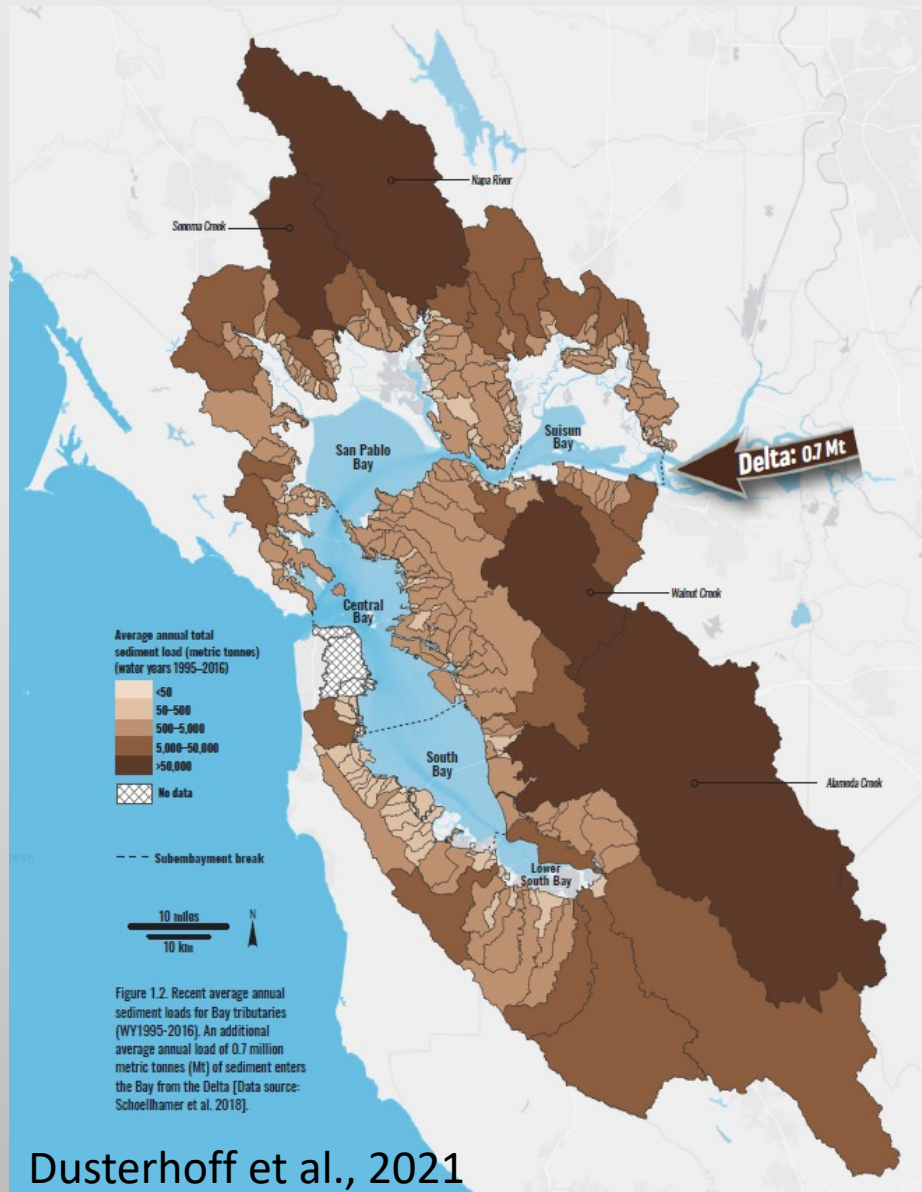 Napa River
Sonoma Creek
San Pablo
Bay
Suisun
Bay
Delta: 0.7 Mt
Walnut Creek
Central
Bay
Average annual total
sediment load (metric tonnes)
(water years 1995–2016)
<50
50–500
500–5,000
5,000–50,000
>50,000
No data
South
Bay
Alameda Creek
Subembayment break
Lower
South Bay
10 miles
10 km
N
Figure 1.2. Recent average annual
sediment loads for Bay tributaries
(WY1995-2016). An additional
average annual load of 0.7 million
metric tonnes (Mt) of sediment enters
the Bay from the Delta [Data source:
Schoellhamer et al. 2018].
Dusterhoff et al., 2021